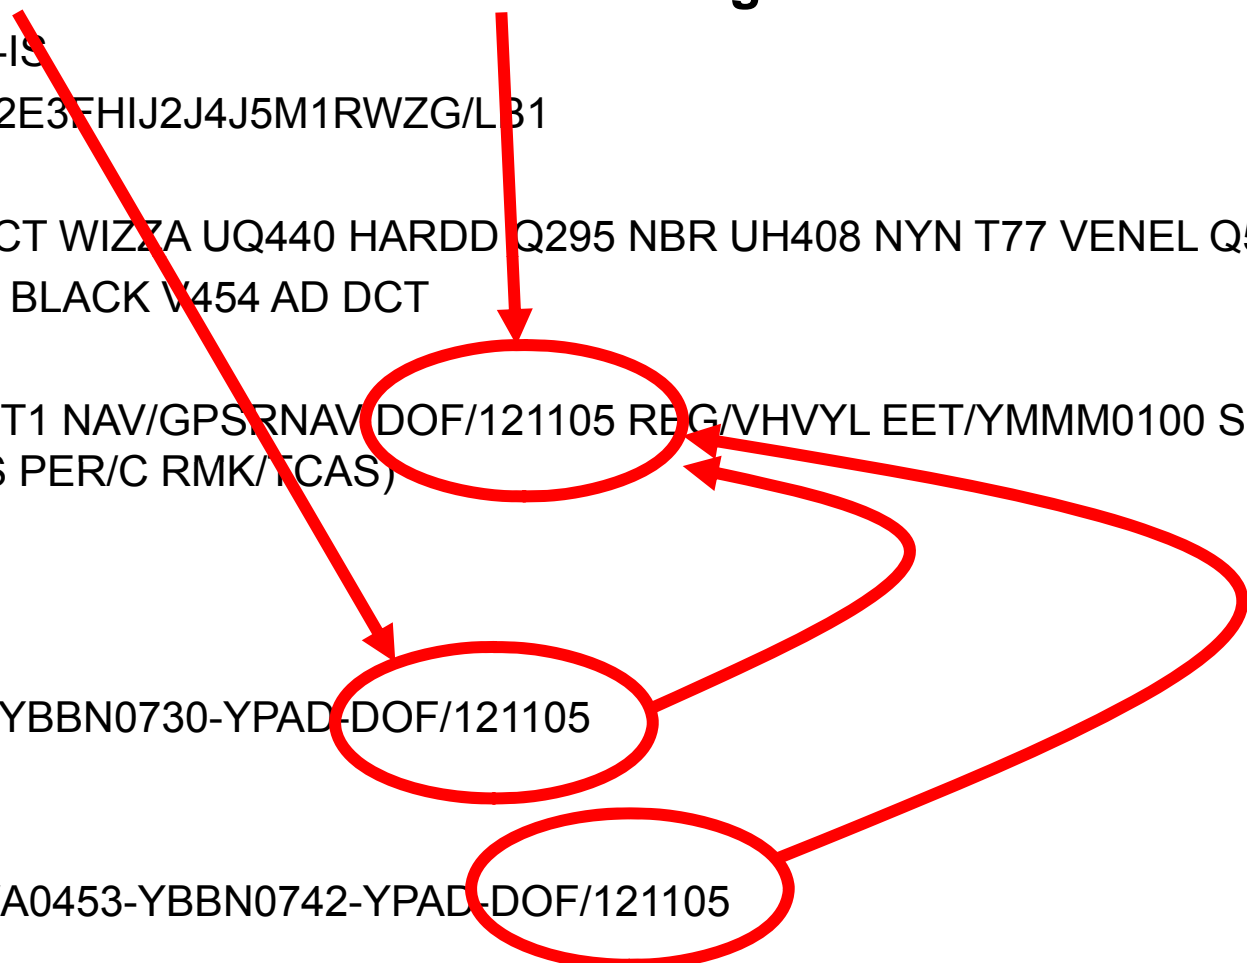 -IS
2E3FHIJ2J4J5M1RWZG/LB1
CT WIZZA UQ440 HARDD Q295 NBR UH408 NYN T77 VENEL Q5
BLACK V454 AD DCT
T1 NAV/GPSRNAV DOF/121105 REG/VHVYL EET/YMMM0100 S
S PER/C RMK/TCAS)
YBBN0730-YPAD-DOF/121105
A0453-YBBN0742-YPAD-DOF/121105